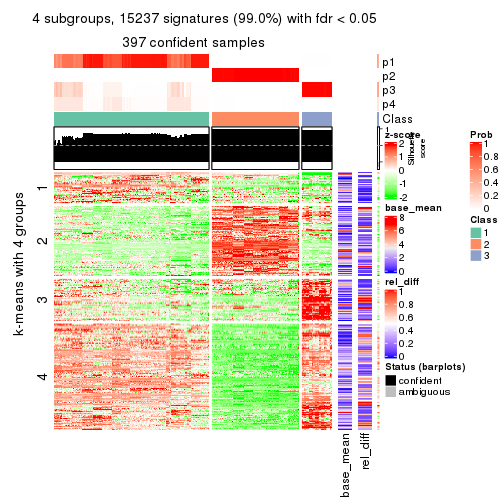 4 subgroups, 15237 signatures (99.0%) with fdr < 0.05
397 confident samples
p1
p2
p3
p4
Class
1
Silhouette
score
k-means with 4 groups
1
2
3
4
base_mean
rel_diff
z-score
2
1
0
-1
-2
base_mean
8
6
4
2
0
rel_diff
1
0.8
0.6
0.4
0.2
0
Status (barplots)
confident
ambiguous
Prob
1
0.8
0.6
0.4
0.2
0
Class
1
2
3